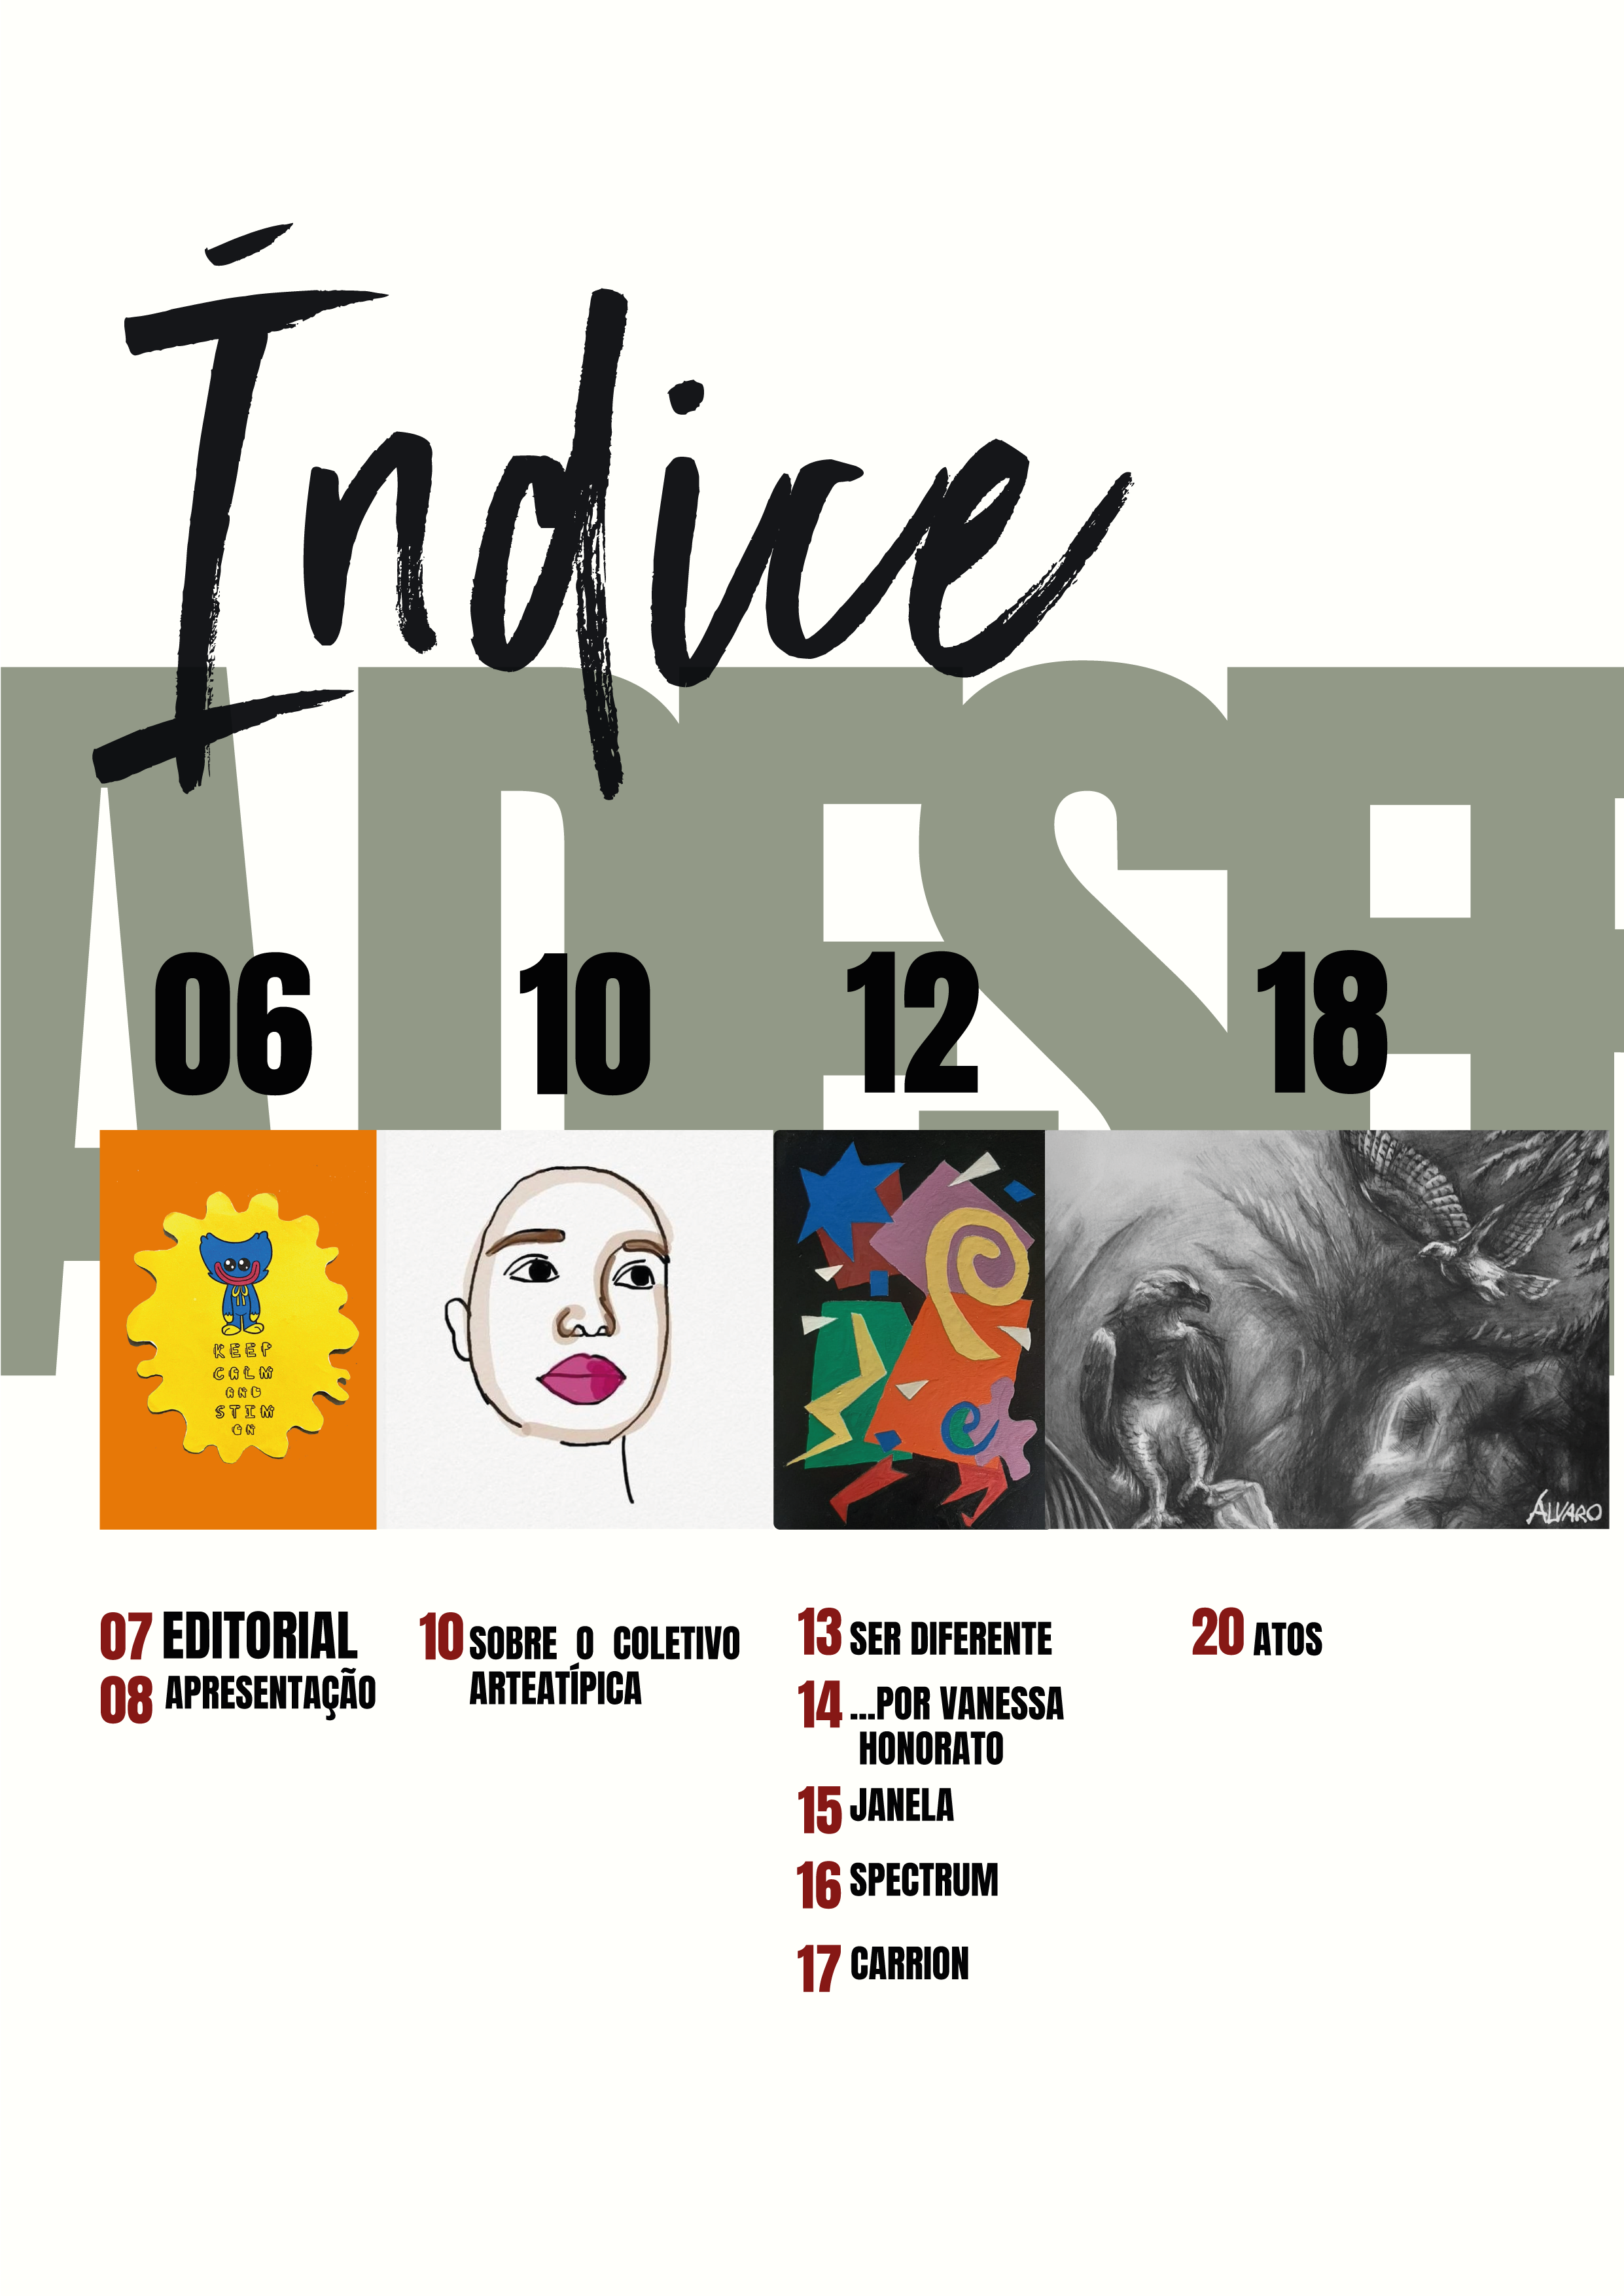 Índice
06
10
12
18
KEEP
CALM
AND
STIM
ON
ÁLVARO
07 EDITORIAL
08 APRESENTAÇÃO
10 SOBRE O COLETIVO
ARTEATÍPICA
13 SER DIFERENTE
14 ...POR VANESSA
HONORATO
15 JANELA
16 SPECTRUM
17 CARRION
20 ATOS